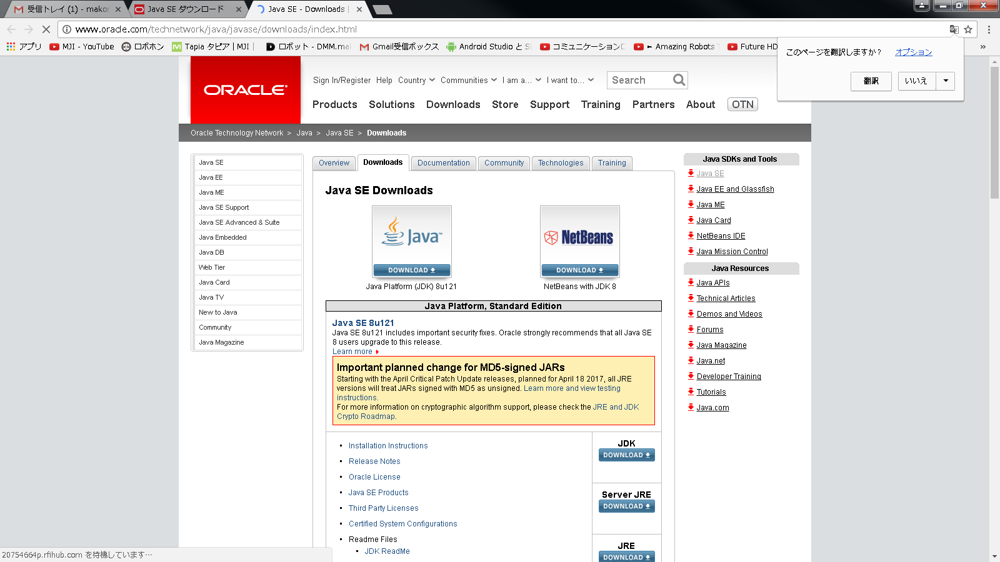 受信トレイ (1) - makor
Java SE ダウンロード
Java SE - Downloads |
www.oracle.com/technetwork/java/javase/downloads/index.html
アプリ
MJI - YouTube
ロボホン
Tapia タピア | MJI |
ロボット - DMM.mak
Gmail受信ボックス
Android Studio と S
コミュニケーション
Amazing Robots
Future HD
»
このページを翻訳しますか?
オプション
翻訳
いいえ
ORACLE
Sign In/Register Help Country Communities I am a... I want to...
Search
Products Solutions Downloads Store Support Training Partners About OTN
Oracle Technology Network > Java > Java SE > Downloads
Java SE
Java EE
Java ME
Java SE Support
Java SE Advanced & Suite
Java Embedded
Java DB
Web Tier
Java Card
Java TV
New to Java
Community
Java Magazine
Overview Downloads Documentation Community Technologies Training
Java SE Downloads
Java™
DOWNLOAD
Java Platform (JDK) 8u121
NetBeans
DOWNLOAD
NetBeans with JDK 8
Java Platform, Standard Edition
Java SE 8u121
Java SE 8u121 includes important security fixes. Oracle strongly recommends that all Java SE
8 users upgrade to this release.
Learn more
Important planned change for MD5-signed JARs
Starting with the April Critical Patch Update releases, planned for April 18 2017, all JRE
versions will treat JARs signed with MD5 as unsigned. Learn more and view testing
instructions.
For more information on cryptographic algorithm support, please check the JRE and JDK
Crypto Roadmap.
• Installation Instructions
• Release Notes
• Oracle License
• Java SE Products
• Third Party Licenses
• Certified System Configurations
• Readme Files
• JDK ReadMe
JDK
DOWNLOAD
Server JRE
DOWNLOAD
JRE
DOWNLOAD
Java SDKs and Tools
Java SE
Java EE and Glassfish
Java ME
Java Card
NetBeans IDE
Java Mission Control
Java Resources
Java APIs
Technical Articles
Demos and Videos
Forums
Java Magazine
Java.net
Developer Training
Tutorials
Java.com
20754664p.rfihub.com を待機しています…